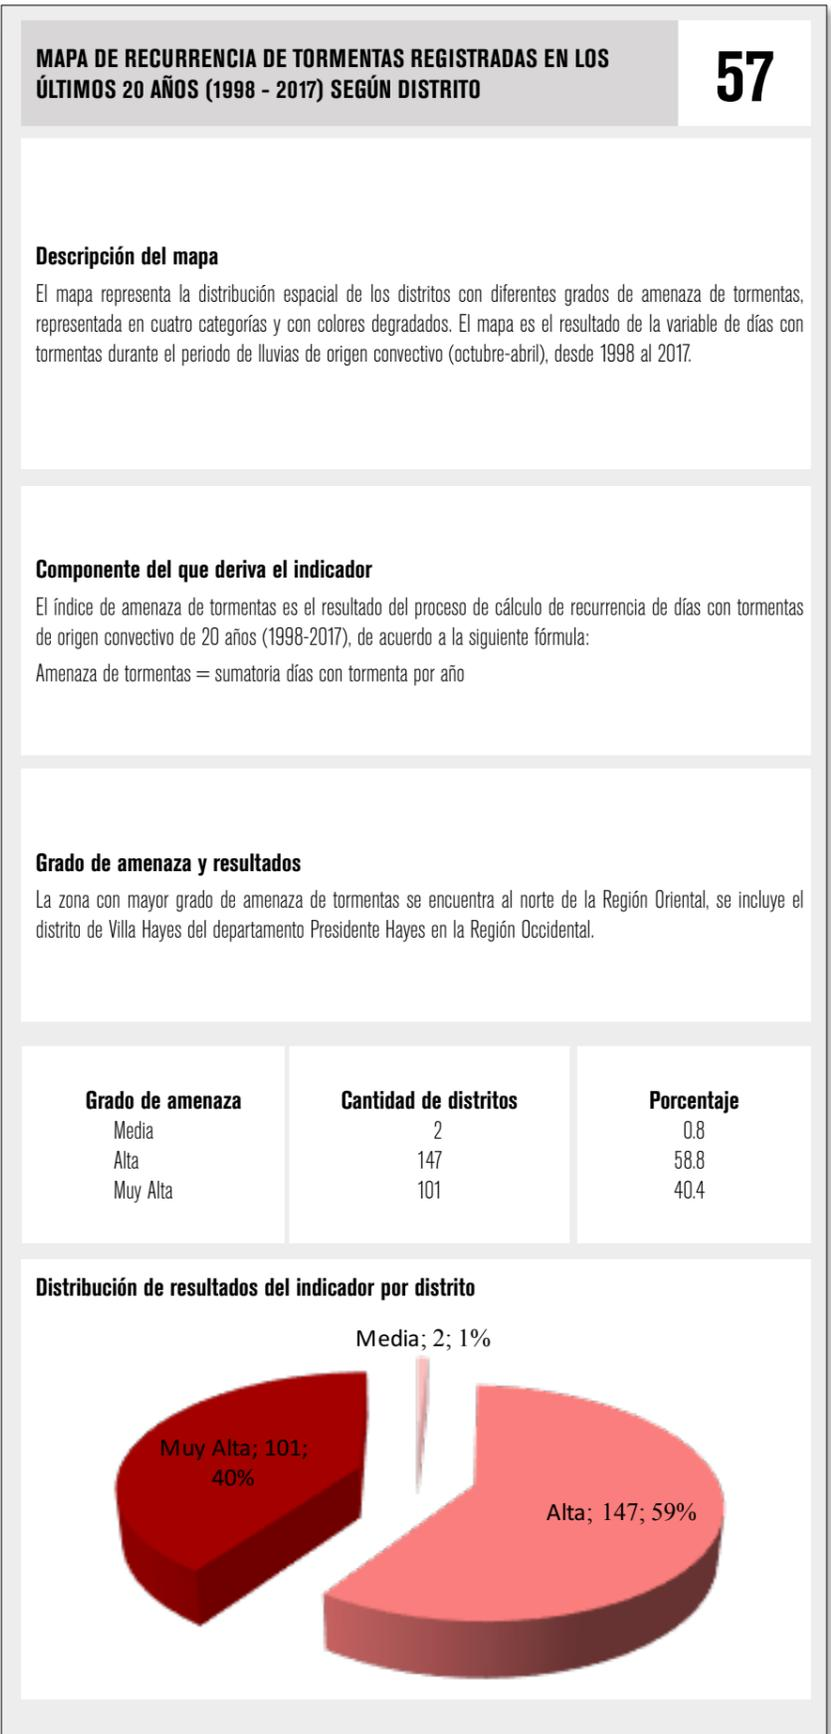 MAPA DE RECURRENCIA DE TORMENTAS REGISTRADAS EN LOS
ÚLTIMOS 20 AÑOS (1998 - 2017) SEGÚN DISTRITO
57
Descripción del mapa
El mapa representa la distribución espacial de los distritos con diferentes grados de amenaza de tormentas,
representada en cuatro categorías y con colores degradados. El mapa es el resultado de la variable de días con
tormentas durante el periodo de lluvias de origen convectivo (octubre-abril), desde 1998 al 2017.
Componente del que deriva el indicador
El índice de amenaza de tormentas es el resultado del proceso de cálculo de recurrencia de días con tormentas
de origen convectivo de 20 años (1998-2017), de acuerdo a la siguiente fórmula:
Amenaza de tormentas = sumatoria días con tormenta por año
Grado de amenaza y resultados
La zona con mayor grado de amenaza de tormentas se encuentra al norte de la Región Oriental, se incluye el
distrito de Villa Hayes del departamento Presidente Hayes en la Región Occidental.
Grado de amenaza Cantidad de distritos Porcentaje
Media 2 0.8
Alta 147 58.8
Muy Alta 101 40.4
Distribución de resultados del indicador por distrito
Media; 2; 1%
Muy Alta; 101;
40%
Alta; 147; 59%